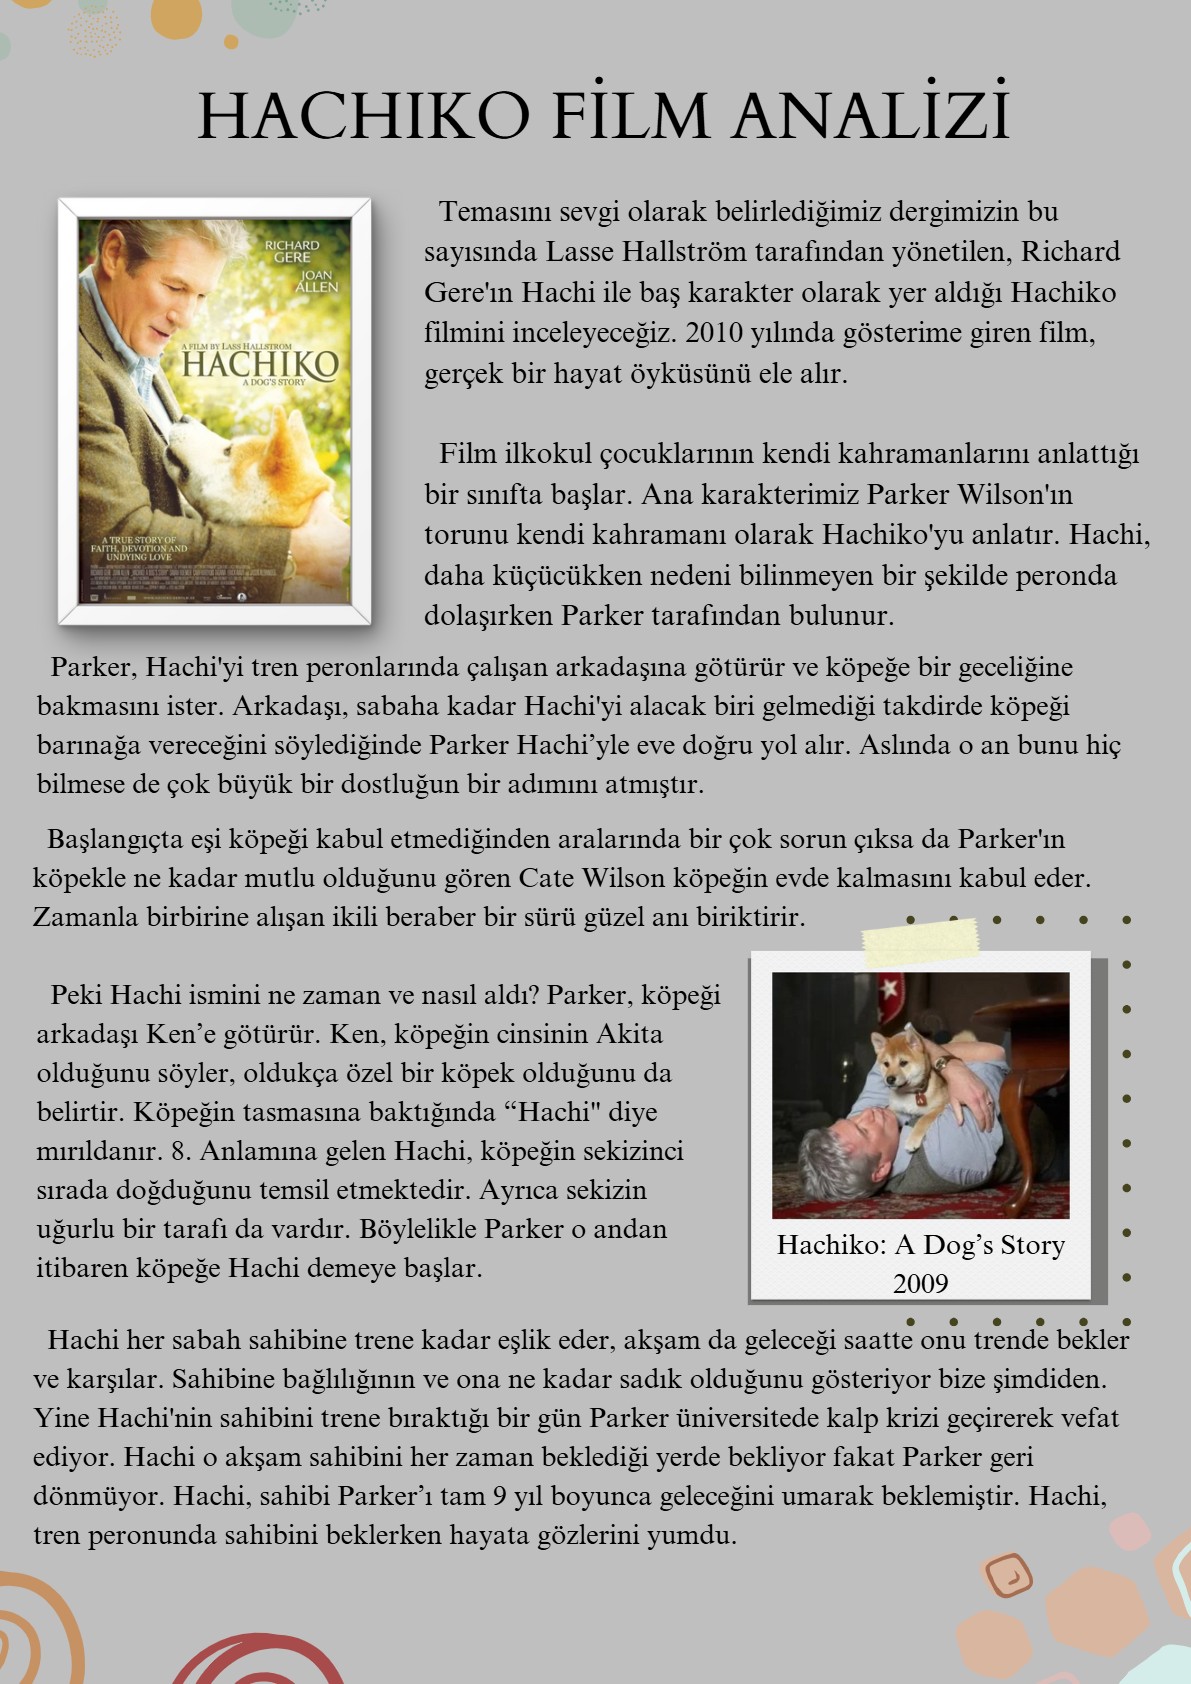 HACHIKO FİLM ANALİZİ
RICHARD
GERE
JOAN
ALLEN
A FILM BY LASS HALLSTROM
HACHIKO
A DOG'S STORY
A TRUE STORY OF
FAITH, DEVOTION AND
UNDYING LOVE
Temasını sevgi olarak belirlediğimiz dergimizin bu
sayısında Lasse Hallström tarafından yönetilen, Richard
Gere'ın Hachi ile baş karakter olarak yer aldığı Hachiko
filmini inceleyeceğiz. 2010 yılında gösterime giren film,
gerçek bir hayat öyküsünü ele alır.
Film ilkokul çocuklarının kendi kahramanlarını anlattığı
bir sınıfta başlar. Ana karakterimiz Parker Wilson'ın
torunu kendi kahramanı olarak Hachiko'yu anlatır. Hachi,
daha küçücükken nedeni bilinmeyen bir şekilde peronda
dolaşırken Parker tarafından bulunur.
Parker, Hachi'yi tren peronlarında çalışan arkadaşına götürür ve köpeğe bir geceliğine
bakmasını ister. Arkadaşı, sabaha kadar Hachi'yi alacak biri gelmediği takdirde köpeği
barınağa vereceğini söylediğinde Parker Hachi’yle eve doğru yol alır. Aslında o an bunu hiç
bilmese de çok büyük bir dostluğun bir adımını atmıştır.
Başlangıçta eşi köpeği kabul etmediğinden aralarında bir çok sorun çıksa da Parker'ın
köpekle ne kadar mutlu olduğunu gören Cate Wilson köpeğin evde kalmasını kabul eder.
Zamanla birbirine alışan ikili beraber bir sürü güzel anı biriktirir.
Peki Hachi ismini ne zaman ve nasıl aldı? Parker, köpeği
arkadaşı Ken’e götürür. Ken, köpeğin cinsinin Akita
olduğunu söyler, oldukça özel bir köpek olduğunu da
belirtir. Köpeğin tasmasına baktığında “Hachi" diye
mırıldanır. 8. Anlamına gelen Hachi, köpeğin sekizinci
sırada doğduğunu temsil etmektedir. Ayrıca sekizin
uğurlu bir tarafı da vardır. Böylelikle Parker o andan
itibaren köpeğe Hachi demeye başlar.
Hachiko: A Dog’s Story
2009
Hachi her sabah sahibine trene kadar eşlik eder, akşam da geleceği saatte onu trende bekler
ve karşılar. Sahibine bağlılığının ve ona ne kadar sadık olduğunu gösteriyor bize şimdiden.
Yine Hachi'nin sahibini trene bıraktığı bir gün Parker üniversitede kalp krizi geçirerek vefat
ediyor. Hachi o akşam sahibini her zaman beklediği yerde bekliyor fakat Parker geri
dönmüyor. Hachi, sahibi Parker’ı tam 9 yıl boyunca geleceğini umarak beklemiştir. Hachi,
tren peronunda sahibini beklerken hayata gözlerini yumdu.